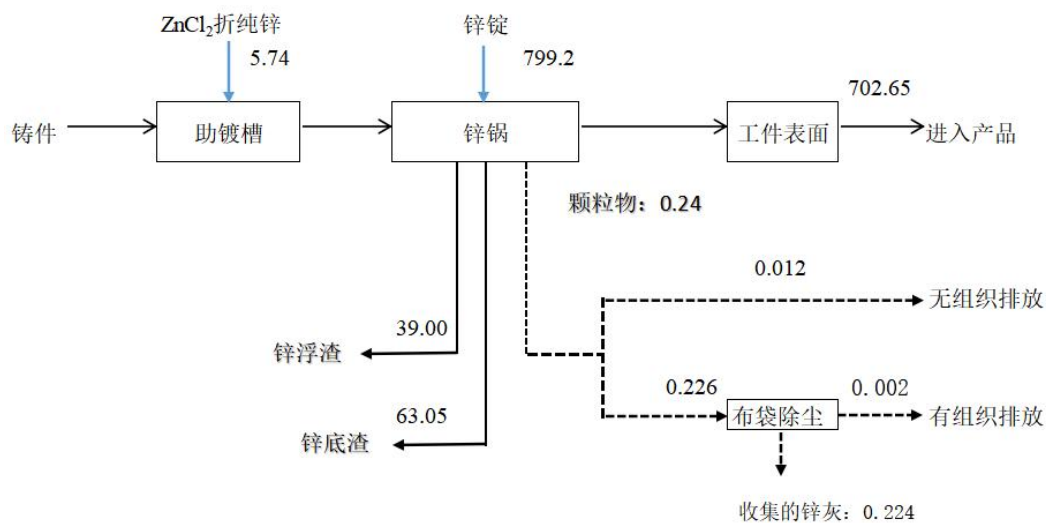 ZnCl₂折纯锌
锌锭
5.74
799.2
702.65
铸件
助镀槽
锌锅
工件表面
进入产品
颗粒物：0.24
0.012
无组织排放
39.00
锌浮渣
0.226
0.002
布袋除尘
有组织排放
63.05
锌底渣
收集的锌灰：0.224